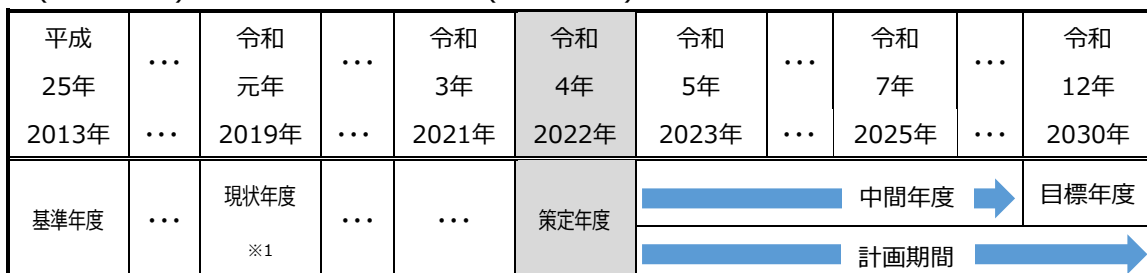 平成 … 令和 … 令和 令和 令和 … 令和 … 令和
25年 元年 3年 4年 5年 7年 12年
2013年 … 2019年 … 2021年 2022年 2023年 … 2025年 … 2030年
基準年度 … 現状年度 … … 策定年度 中間年度 目標年度
※1 計画期間